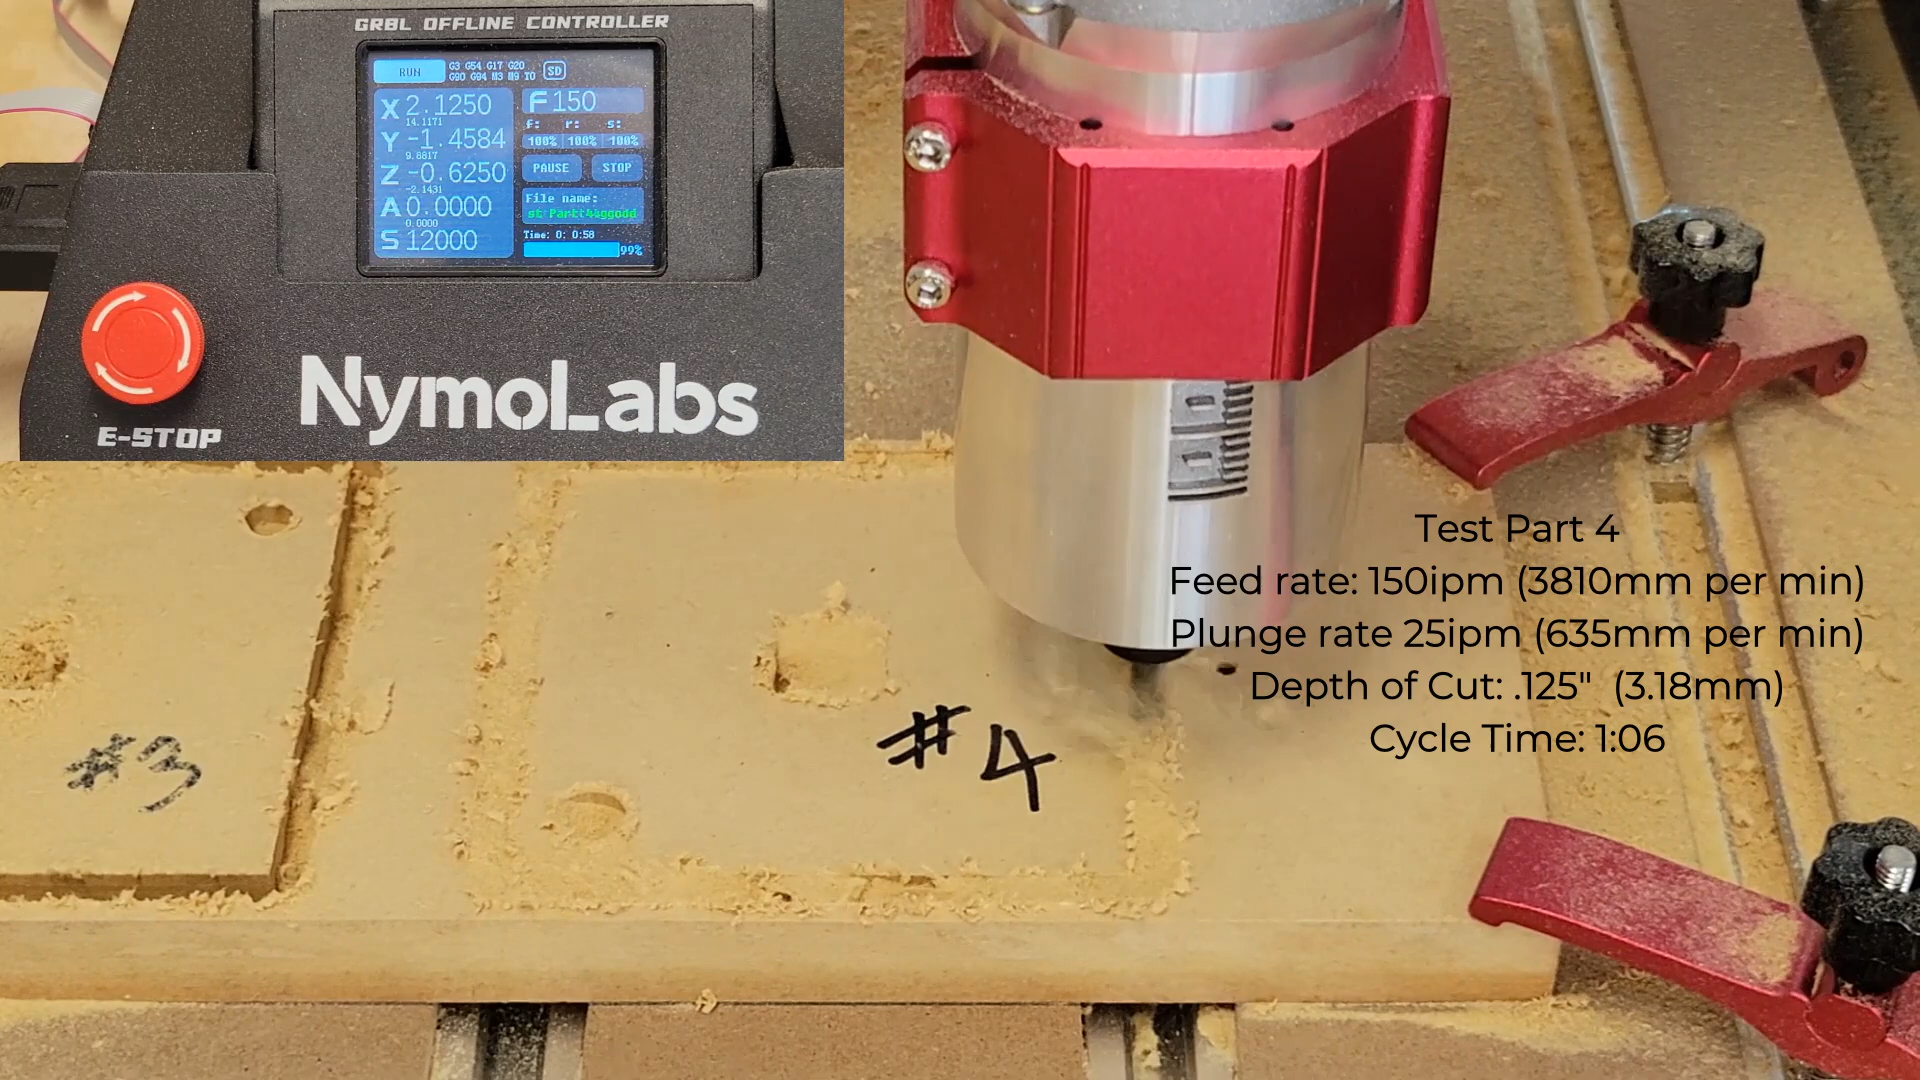 GRBL OFFLINE CONTROLLER
RUN
G3 G54 G17 G20
G90 G94 M3 M9 T0
SD
X 2.1250
14.1171
Y -1.4584
9.8817
Z -0.6250
-2.1431
A 0.0000
0.0000
S 12000
F 150
f: r: s:
100% 100% 100%
PAUSE STOP
File name:
st Part
Time: 0: 0:58
99%
E-STOP
NymoLabs
#3
#4
Test Part 4
Feed rate: 150ipm (3810mm per min)
Plunge rate 25ipm (635mm per min)
Depth of Cut: .125" (3.18mm)
Cycle Time: 1:06